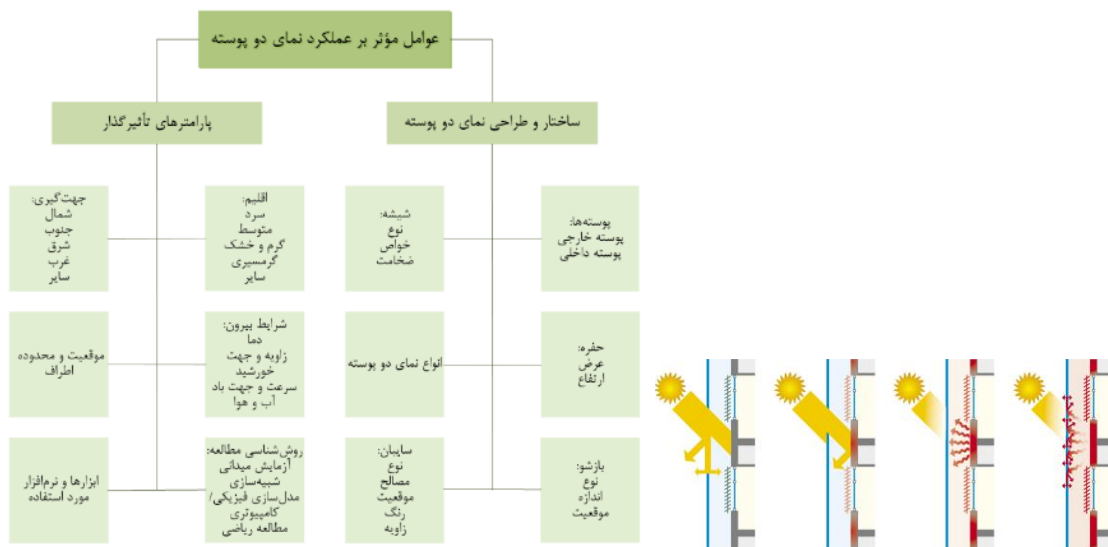 عوامل مؤثر بر عملکرد نمای دو پوسته
ساختار و طراحی نمای دو پوسته
پارامترهای تأثیرگذار
پوسته‌ها:
پوسته خارجی
پوسته داخلی
شیشه:
نوع
خواص
ضخامت
اقلیم:
سرد
متوسط
گرم و خشک
گرمسیری
سایر
جهت‌گیری:
شمال
جنوب
شرق
غرب
سایر
حفره:
عرض
ارتفاع
انواع نمای دو پوسته
شرایط بیرون:
دما
زاویه و جهت
خورشید
سرعت و جهت باد
آب و هوا
موقعیت و محدوده
اطراف
بازشو:
نوع
اندازه
موقعیت
سایبان:
نوع
مصالح
موقعیت
رنگ
زاویه
روش‌شناسی مطالعه:
آزمایش میدانی
شبیه‌سازی
مدل‌سازی فیزیکی/
کامپیوتری
مطالعه ریاضی
ابزارها و نرم‌افزار
مورد استفاده